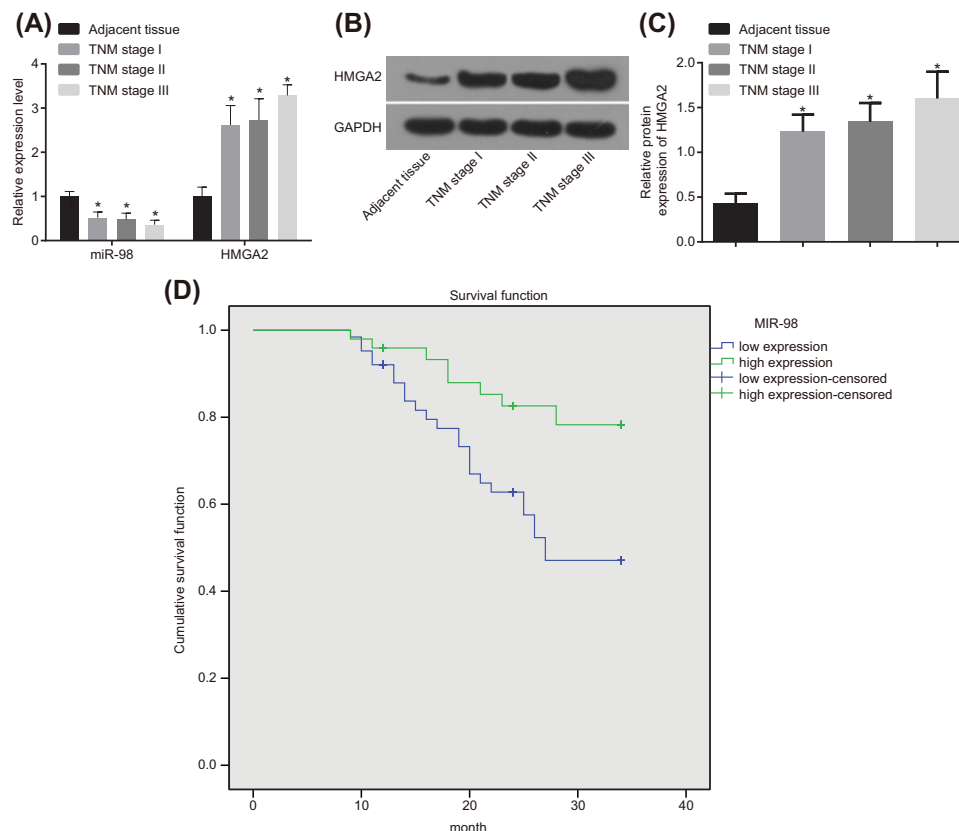 (A)
Adjacent tissue
TNM stage I
TNM stage II
TNM stage III
Relative expression level
4
3
2
1
0
* * *
* * *
miR-98
HMGA2
(B)
HMGA2
GAPDH
Adjacent tissue
TNM stage I
TNM stage II
TNM stage III
(C)
Adjacent tissue
TNM stage I
TNM stage II
TNM stage III
Relative protein
expression of HMGA2
2.0
1.5
1.0
0.5
0.0
* * *
(D)
Survival function
Cumulative survival function
1.0
0.8
0.6
0.4
0.2
0.0
0 10 20 30 40
month
MIR-98
low expression
high expression
low expression-censored
high expression-censored